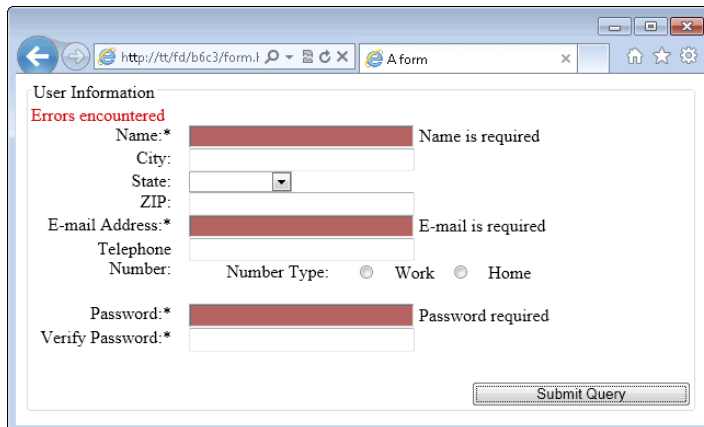 http://tt/fd/b6c3/form.h
A form
User Information
Errors encountered
Name:* Name is required
City:
State:
ZIP:
E-mail Address:* E-mail is required
Telephone
Number: Number Type: Work Home
Password:* Password required
Verify Password:*
Submit Query